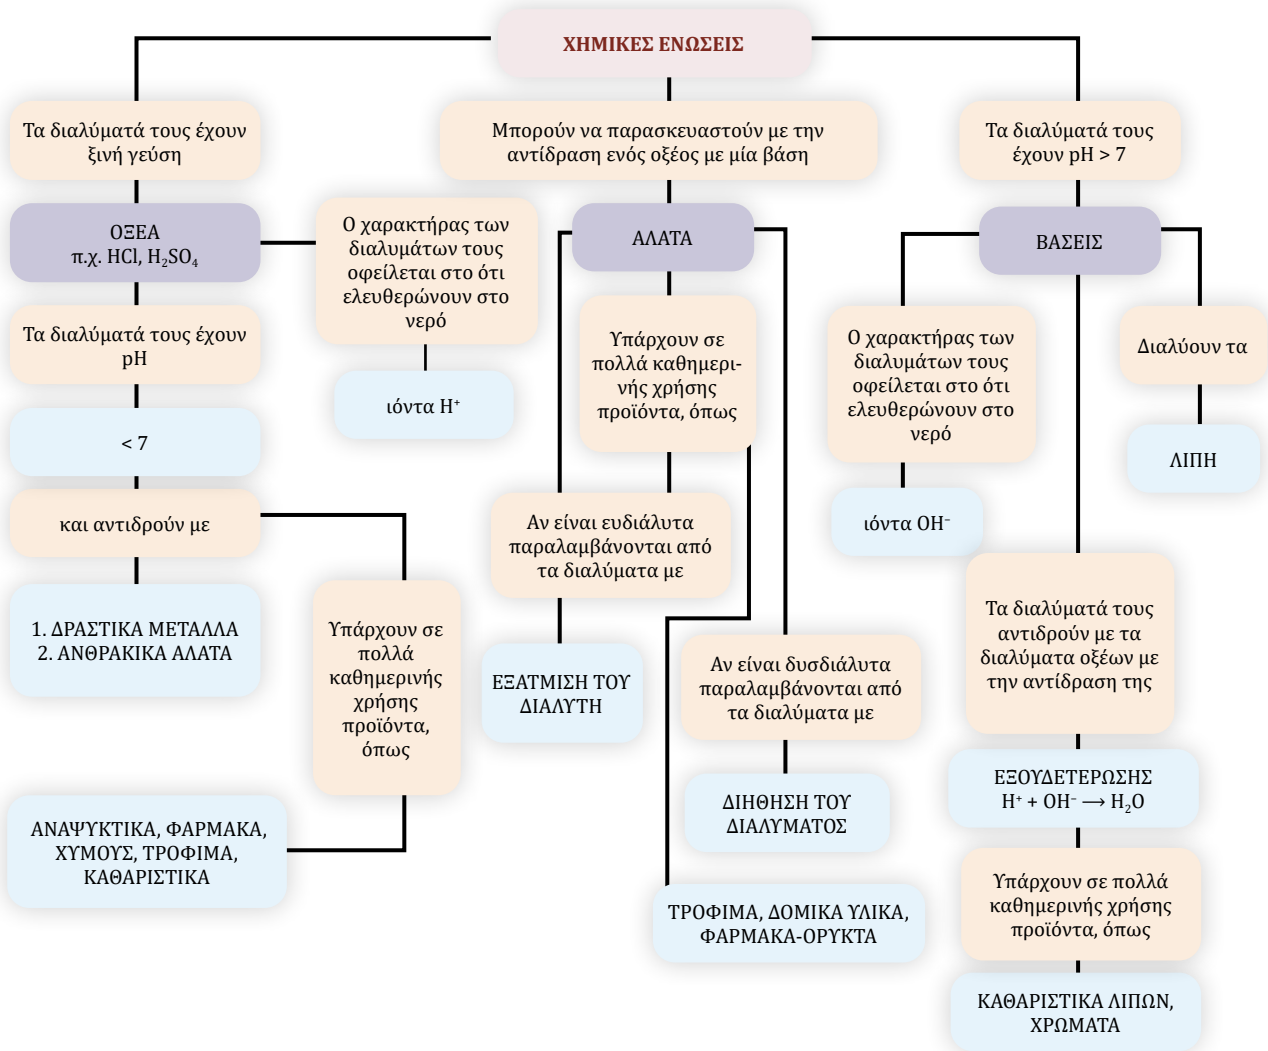 ΧΗΜΙΚΕΣ ΕΝΩΣΕΙΣ
Τα διαλύματά τους έχουν
ξινή γεύση
ΟΞΕΑ
π.χ. HCl, H₂SO₄
Τα διαλύματά τους έχουν
pH
< 7
και αντιδρούν με
1. ΔΡΑΣΤΙΚΑ ΜΕΤΑΛΛΑ
2. ΑΝΘΡΑΚΙΚΑ ΑΛΑΤΑ
Ο χαρακτήρας των
διαλυμάτων τους
οφείλεται στο ότι
ελευθερώνουν στο
νερό
ιόντα H⁺
Υπάρχουν σε
πολλά
καθημερινής
χρήσης
προϊόντα,
όπως
ΑΝΑΨΥΚΤΙΚΑ, ΦΑΡΜΑΚΑ,
ΧΥΜΟΥΣ, ΤΡΟΦΙΜΑ,
ΚΑΘΑΡΙΣΤΙΚΑ
Μπορούν να παρασκευαστούν με την
αντίδραση ενός οξέος με μία βάση
ΑΛΑΤΑ
Υπάρχουν σε
πολλά καθημερι-
νής χρήσης
προϊόντα, όπως
Αν είναι ευδιάλυτα
παραλαμβάνονται από
τα διαλύματα με
ΕΞΑΤΜΙΣΗ ΤΟΥ
ΔΙΑΛΥΤΗ
Αν είναι δυσδιάλυτα
παραλαμβάνονται από
τα διαλύματα με
ΔΙΗΘΗΣΗ ΤΟΥ
ΔΙΑΛΥΜΑΤΟΣ
ΤΡΟΦΙΜΑ, ΔΟΜΙΚΑ ΥΛΙΚΑ,
ΦΑΡΜΑΚΑ-ΟΡΥΚΤΑ
Τα διαλύματά τους
έχουν pH > 7
ΒΑΣΕΙΣ
Ο χαρακτήρας των
διαλυμάτων τους
οφείλεται στο ότι
ελευθερώνουν στο
νερό
ιόντα OH⁻
Διαλύουν τα
ΛΙΠΗ
Τα διαλύματά τους
αντιδρούν με τα
διαλύματα οξέων με
την αντίδραση της
ΕΞΟΥΔΕΤΕΡΩΣΗΣ
H⁺ + OH⁻ ⟶ H₂O
Υπάρχουν σε πολλά
καθημερινής χρήσης
προϊόντα, όπως
ΚΑΘΑΡΙΣΤΙΚΑ ΛΙΠΩΝ,
ΧΡΩΜΑΤΑ